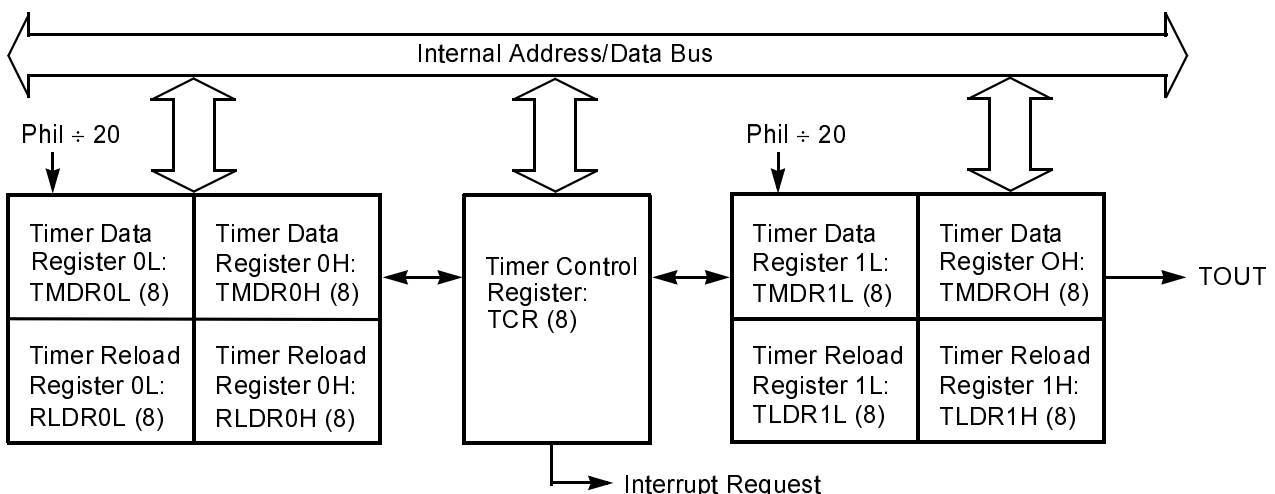 Internal Address/Data Bus
Phil ÷ 20
Phil ÷ 20
Timer Data
Register 0L:
TMDR0L (8)
Timer Data
Register 0H:
TMDR0H (8)
Timer Reload
Register 0L:
RLDR0L (8)
Timer Reload
Register 0H:
RLDR0H (8)
Timer Control
Register:
TCR (8)
Timer Data
Register 1L:
TMDR1L (8)
Timer Data
Register OH:
TMDROH (8)
TOUT
Timer Reload
Register 1L:
TLDR1L (8)
Timer Reload
Register 1H:
TLDR1H (8)
Interrupt Request